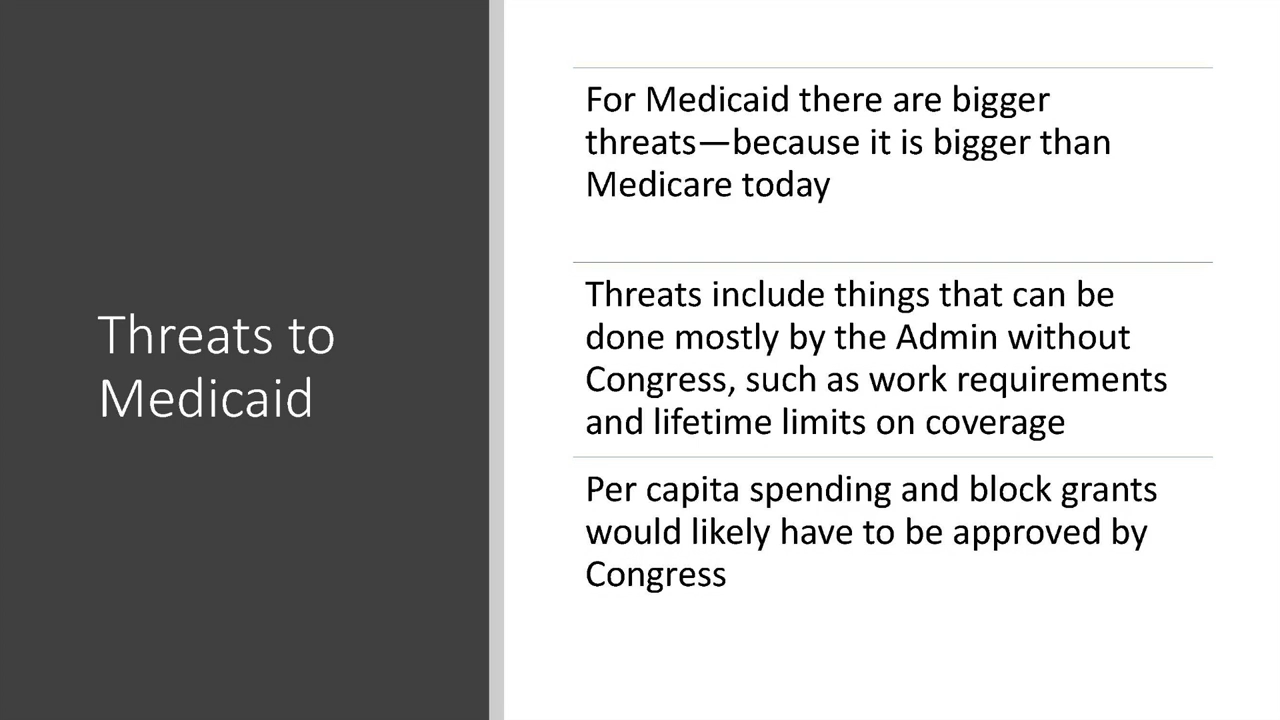 Threats to
Medicaid
For Medicaid there are bigger
threats—because it is bigger than
Medicare today
Threats include things that can be
done mostly by the Admin without
Congress, such as work requirements
and lifetime limits on coverage
Per capita spending and block grants
would likely have to be approved by
Congress